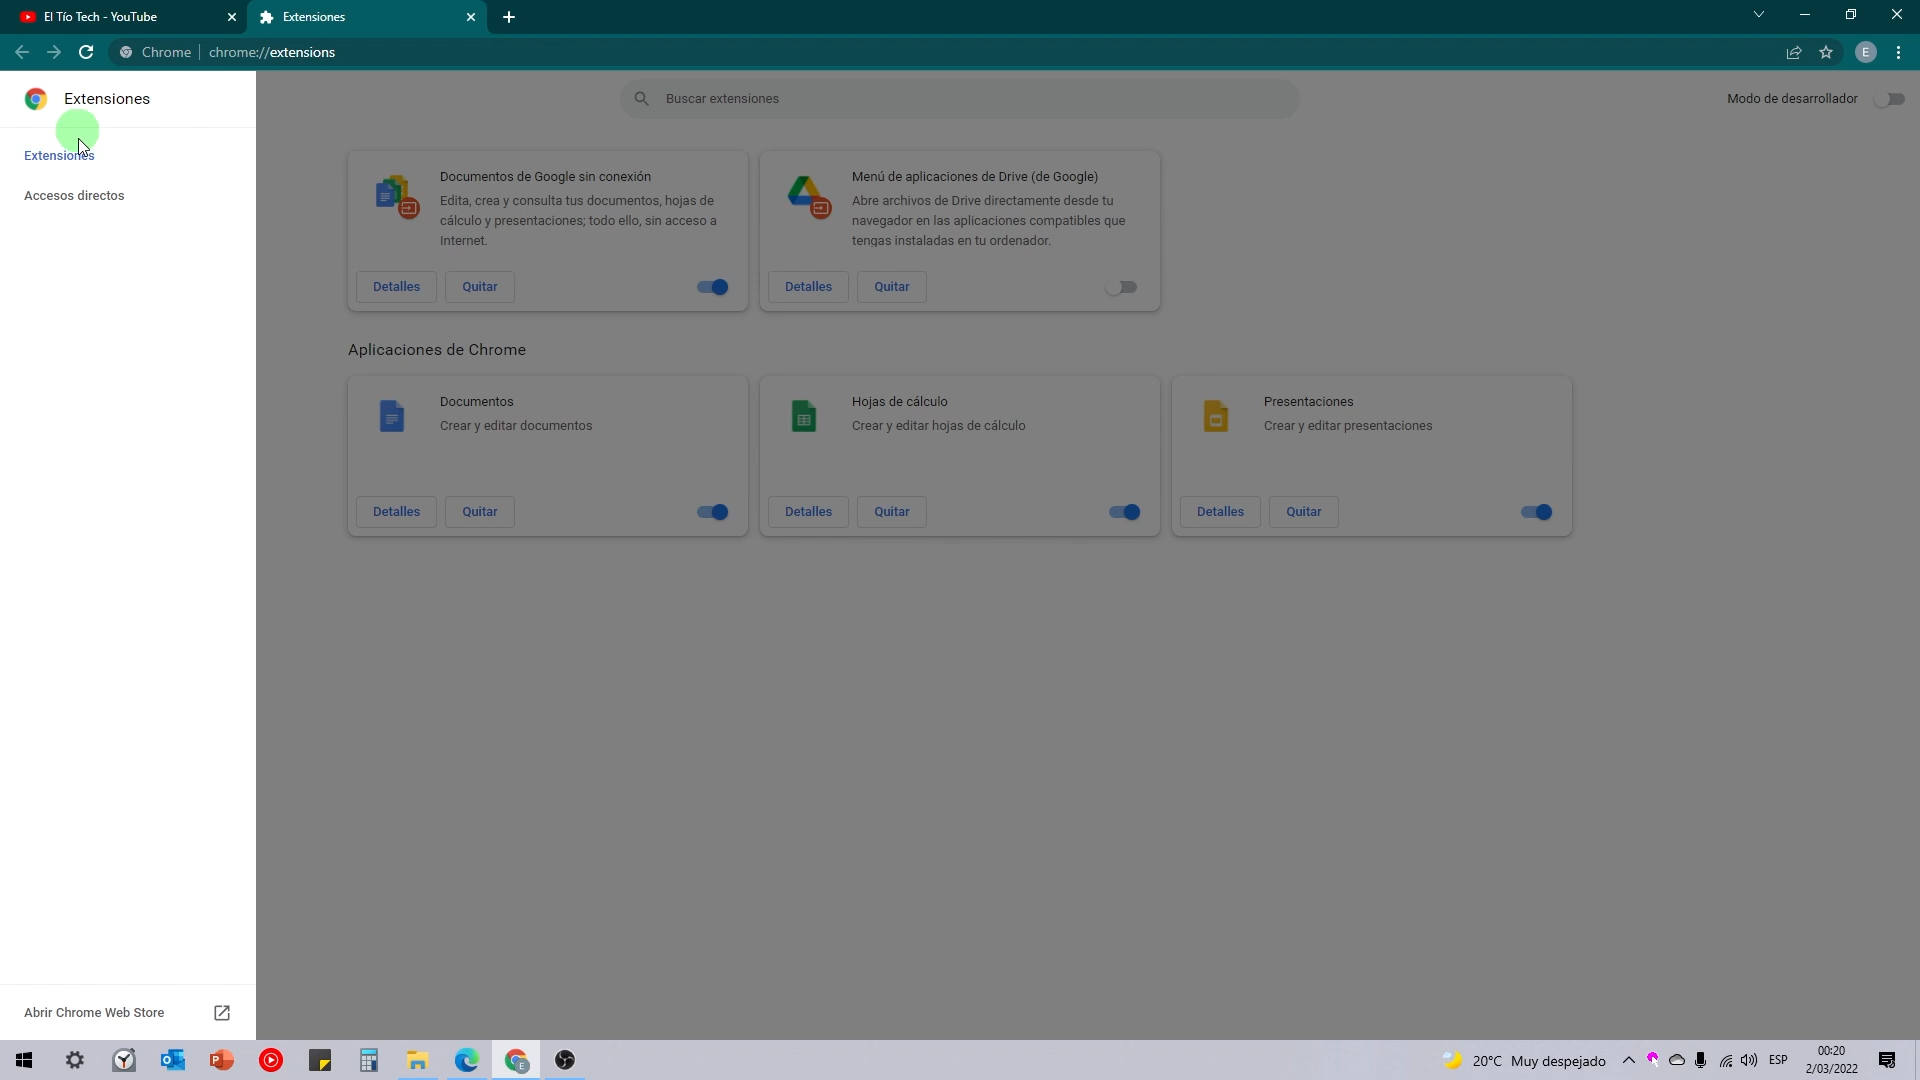 El Tío Tech - YouTube
Extensiones
Chrome
chrome://extensions
E
Extensiones
Extensiones
Accesos directos
Abrir Chrome Web Store
Buscar extensiones
Modo de desarrollador
Documentos de Google sin conexión
Edita, crea y consulta tus documentos, hojas de
cálculo y presentaciones; todo ello, sin acceso a
Internet.
Detalles
Quitar
Menú de aplicaciones de Drive (de Google)
Abre archivos de Drive directamente desde tu
navegador en las aplicaciones compatibles que
tengas instaladas en tu ordenador.
Detalles
Quitar
Aplicaciones de Chrome
Documentos
Crear y editar documentos
Detalles
Quitar
Hojas de cálculo
Crear y editar hojas de cálculo
Detalles
Quitar
Presentaciones
Crear y editar presentaciones
Detalles
Quitar
20°C Muy despejado
ESP
00:20
2/03/2022